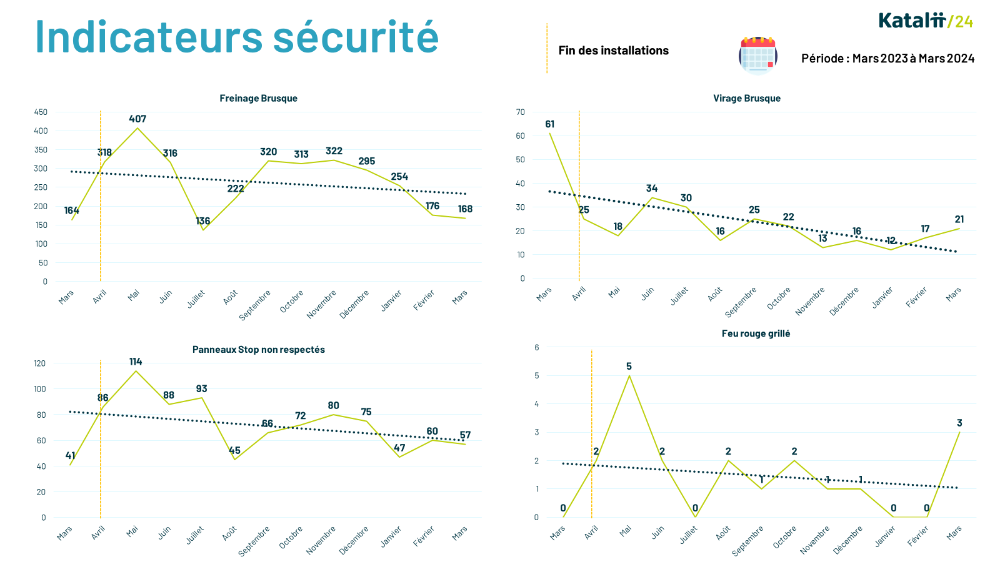 Indicateurs sécurité
Fin des installations
Katalii/24
Période : Mars 2023 à Mars 2024
Freinage Brusque
450
400
350
300
250
200
150
100
50
0
164
318
407
316
136
222
320
313
322
295
254
176
168
Mars
Avril
Mai
Juin
Juillet
Août
Septembre
Octobre
Novembre
Décembre
Janvier
Février
Mars
Virage Brusque
70
60
50
40
30
20
10
0
61
25
18
34
30
16
25
22
13
16
12
17
21
Mars
Avril
Mai
Juin
Juillet
Août
Septembre
Octobre
Novembre
Décembre
Janvier
Février
Mars
Panneaux Stop non respectés
120
100
80
60
40
20
0
41
86
114
88
93
45
66
72
80
75
47
60
57
Mars
Avril
Mai
Juin
Juillet
Août
Septembre
Octobre
Novembre
Décembre
Janvier
Février
Mars
Feu rouge grillé
6
5
4
3
2
1
0
0
2
5
2
0
2
1
2
1
1
0
0
3
Mars
Avril
Mai
Juin
Juillet
Août
Septembre
Octobre
Novembre
Décembre
Janvier
Février
Mars